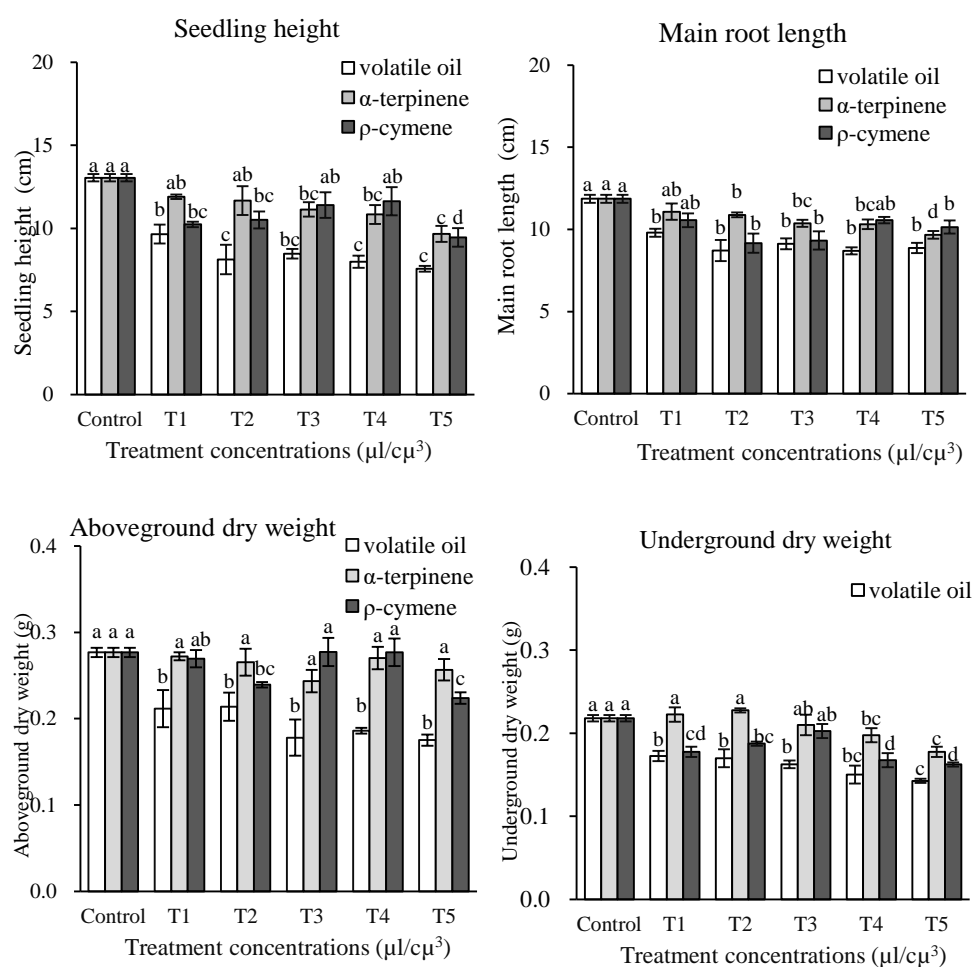 Seedling height
20
15
10
5
0
Seedling height (cm)
volatile oil
α-terpinene
ρ-cymene
a a a
b ab bc
c ab bc
bc bc ab
c bc ab
c c d
Control T1 T2 T3 T4 T5
Treatment concentrations (µl/cµ³)
Main root length
20
15
10
5
0
Main root length (cm)
volatile oil
α-terpinene
ρ-cymene
a a a
b ab ab
b b b
b bc b
b bcab
b d b
Control T1 T2 T3 T4 T5
Treatment concentrations (µl/cµ³)
Aboveground dry weight
0.4
0.3
0.2
0.1
0.0
Aboveground dry weight (g)
volatile oil
α-terpinene
ρ-cymene
a a a
b a ab
b a bc
b a a
b a a
b a c
Control T1 T2 T3 T4 T5
Treatment concentrations (µl/cµ³)
Underground dry weight
0.4
0.3
0.2
0.1
0.0
Underground dry weight (g)
volatile oil
a a a
b a cd
b a bc
b ab ab
b bc d
c c d
Control T1 T2 T3 T4 T5
Treatment concentrations (µl/cµ³)